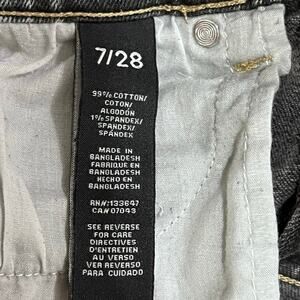 7/28
99% COTTON/
COTON/
ALGODÓN
1% SPANDEX/
SPANDEX/
SPANDEX
MADE IN
BANGLADESH
FABRIQUE EN
BANGLADESH
HECHO EN
BANGLADESH
RN#:133647
CA# 07043
SEE REVERSE
FOR CARE
DIRECTIVES
D'ENTRETIEN
AU VERSO
VER REVERSO
PARA CUIDADO